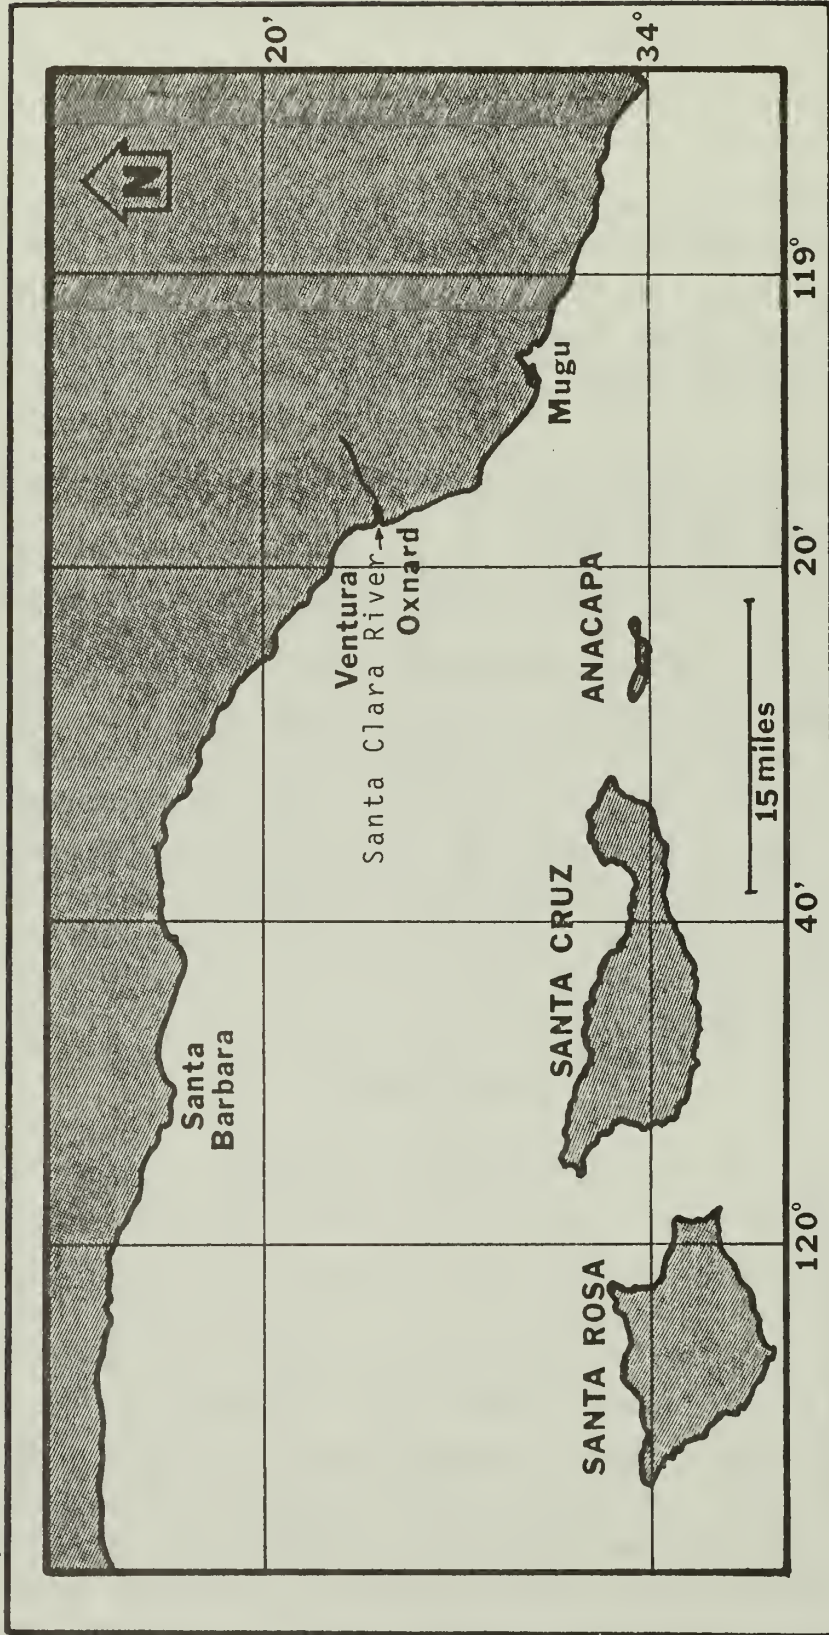 N
20'
34°
Santa
Barbara
Ventura
Santa Clara River
Oxnard
Mugu
SANTA ROSA
SANTA CRUZ
ANACAPA
15 miles
120°
40'
20'
119°